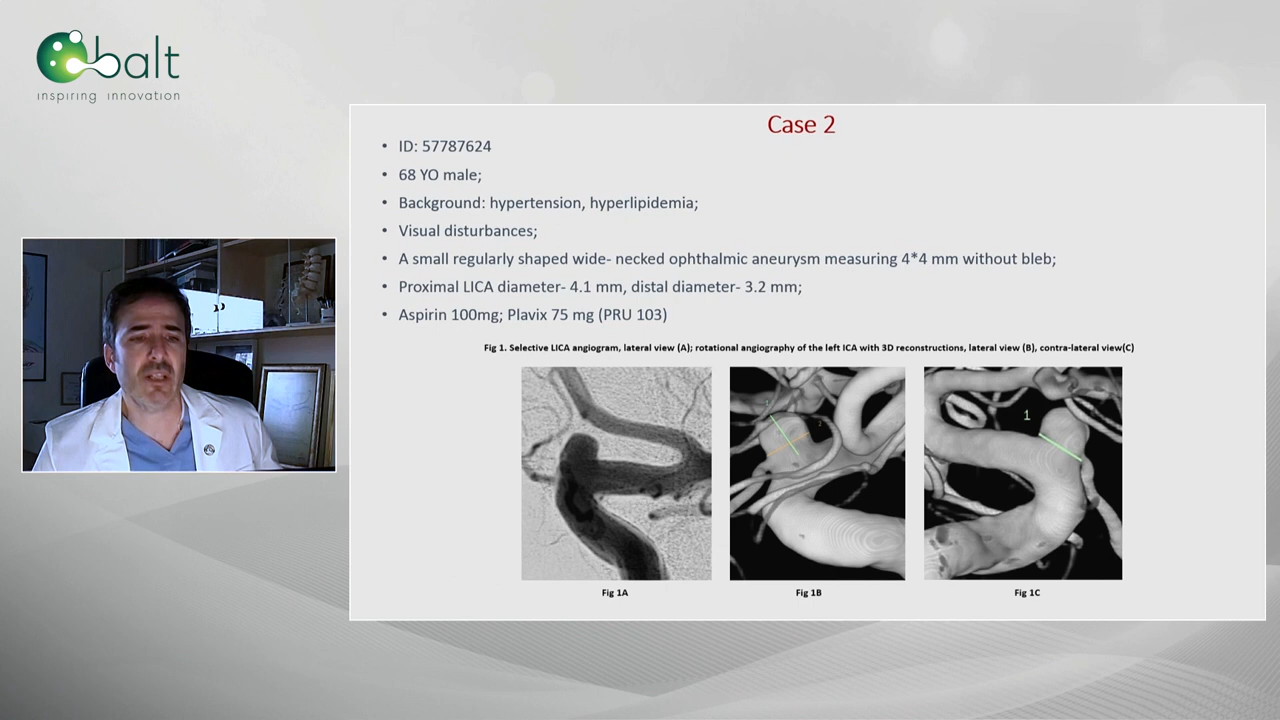 balt
inspiring innovation
Case 2
• ID: 57787624
• 68 YO male;
• Background: hypertension, hyperlipidemia;
• Visual disturbances;
• A small regularly shaped wide- necked ophthalmic aneurysm measuring 4*4 mm without bleb;
• Proximal LICA diameter- 4.1 mm, distal diameter- 3.2 mm;
• Aspirin 100mg; Plavix 75 mg (PRU 103)
Fig 1. Selective LICA angiogram, lateral view (A); rotational angiography of the left ICA with 3D reconstructions, lateral view (B), contra-lateral view(C)
1
Fig 1A
Fig 1B
Fig 1C